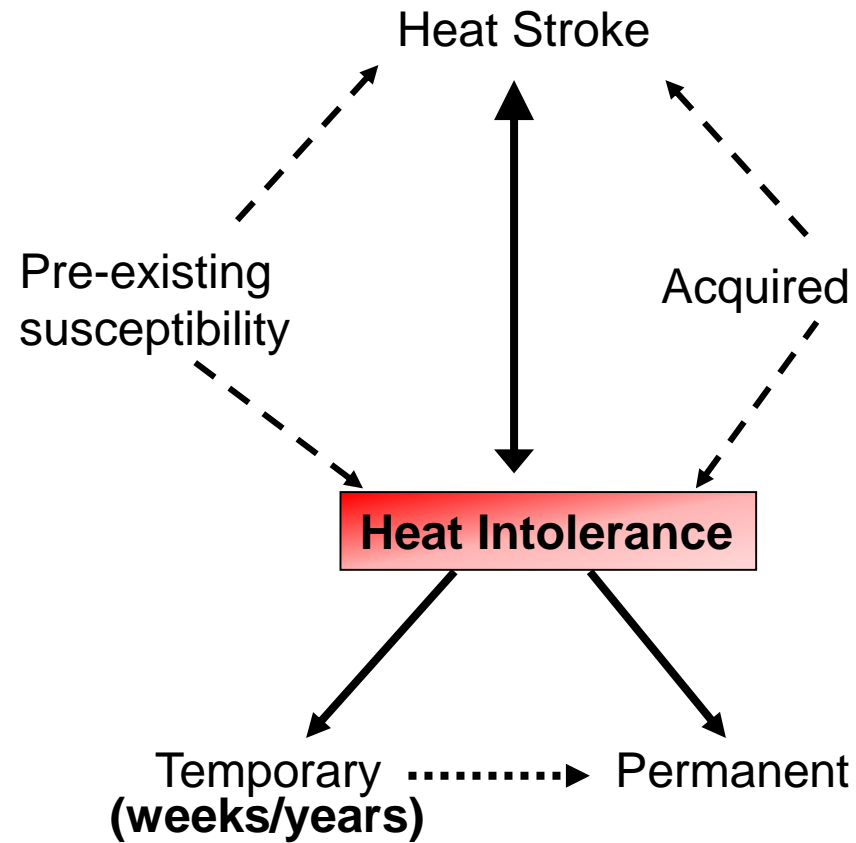 Heat Stroke
Pre-existing
susceptibility
Acquired
Heat Intolerance
Temporary
(weeks/years)
Permanent